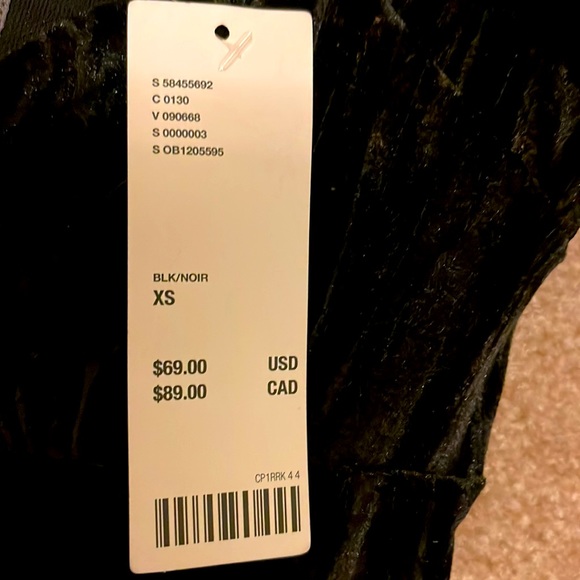 S 58455692
C 0130
V 090668
S 0000003
S OB1205595
BLK/NOIR
XS
$69.00 USD
$89.00 CAD
CP1RRK 4 4